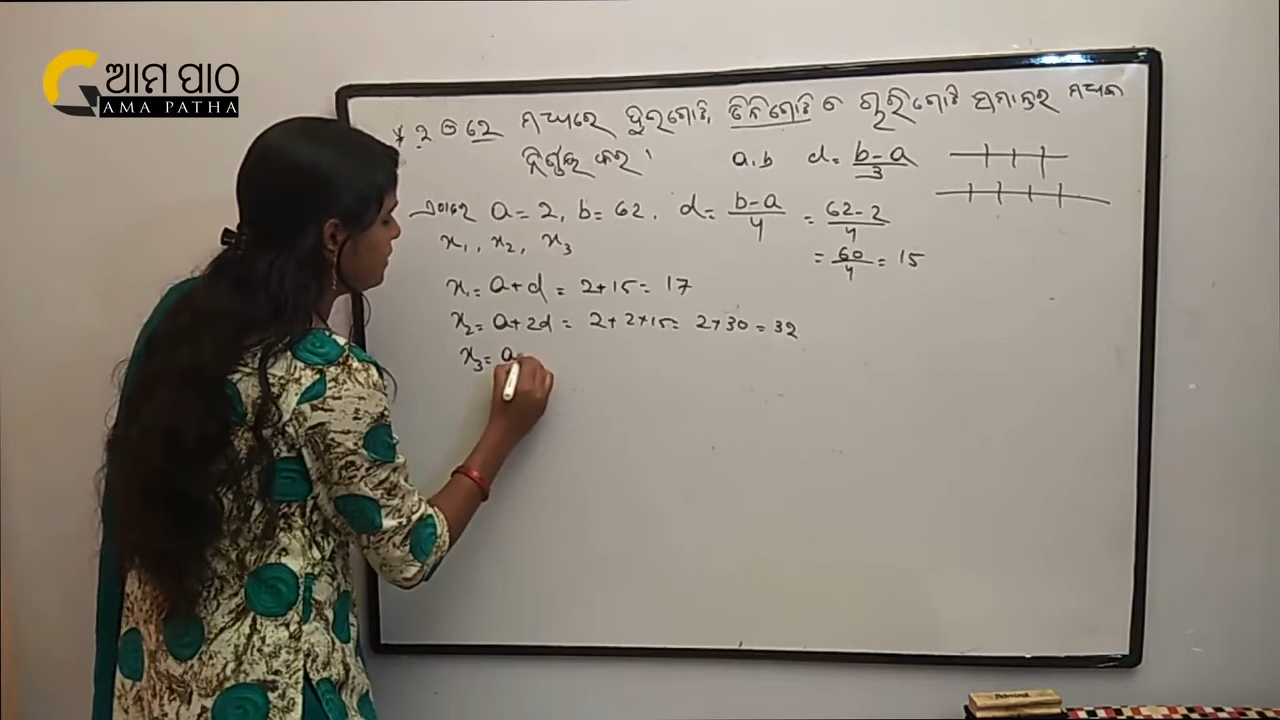 ଆମ ପାଠ
AMA PATHA
* 2 ଓ 62 ମଧ୍ୟରେ ଦୁଇଗୋଟି, ତିନିଗୋଟି ଓ ଚାରିଗୋଟି ସମାନ୍ତର ମଧ୍ୟକ
ନିର୍ଣ୍ଣୟ କର ।
a, b d = b-a/3
ଏଠାରେ a = 2, b = 62. d = b-a/4 = 62-2/4
x1, x2, x3
= 60/4 = 15
x1 = a+d = 2+15 = 17
x2 = a+2d = 2+2×15 = 2+30 = 32
x3 = a